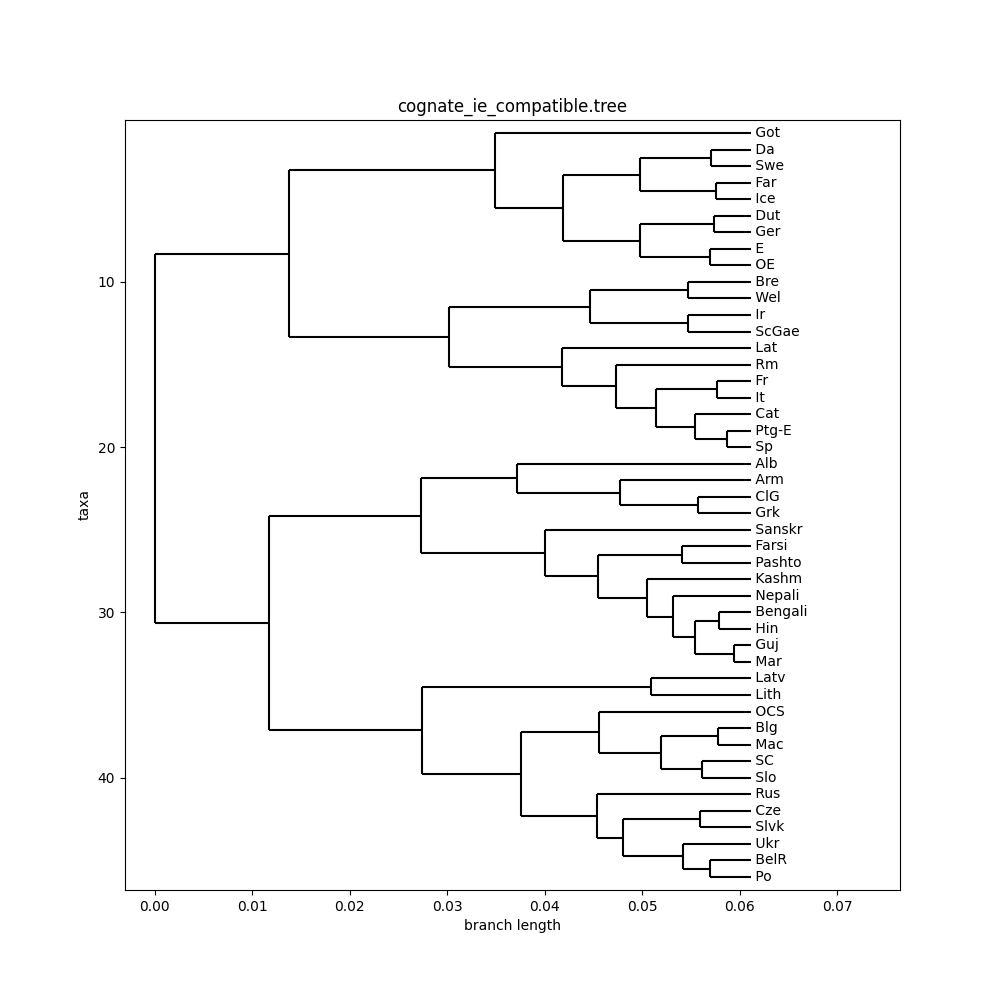 cognate_ie_compatible.tree
Got
Da
Swe
Far
Ice
Dut
Ger
E
OE
10
Bre
Wel
Ir
ScGae
Lat
Rm
Fr
It
Cat
Ptg-E
20
Sp
Alb
Arm
ClG
Grk
taxa
Sanskr
Farsi
Pashto
Kashm
Nepali
30
Bengali
Hin
Guj
Mar
Latv
Lith
OCS
Blg
Mac
SC
40
Slo
Rus
Cze
Slvk
Ukr
BelR
Po
0.00 0.01 0.02 0.03 0.04 0.05 0.06 0.07
branch length